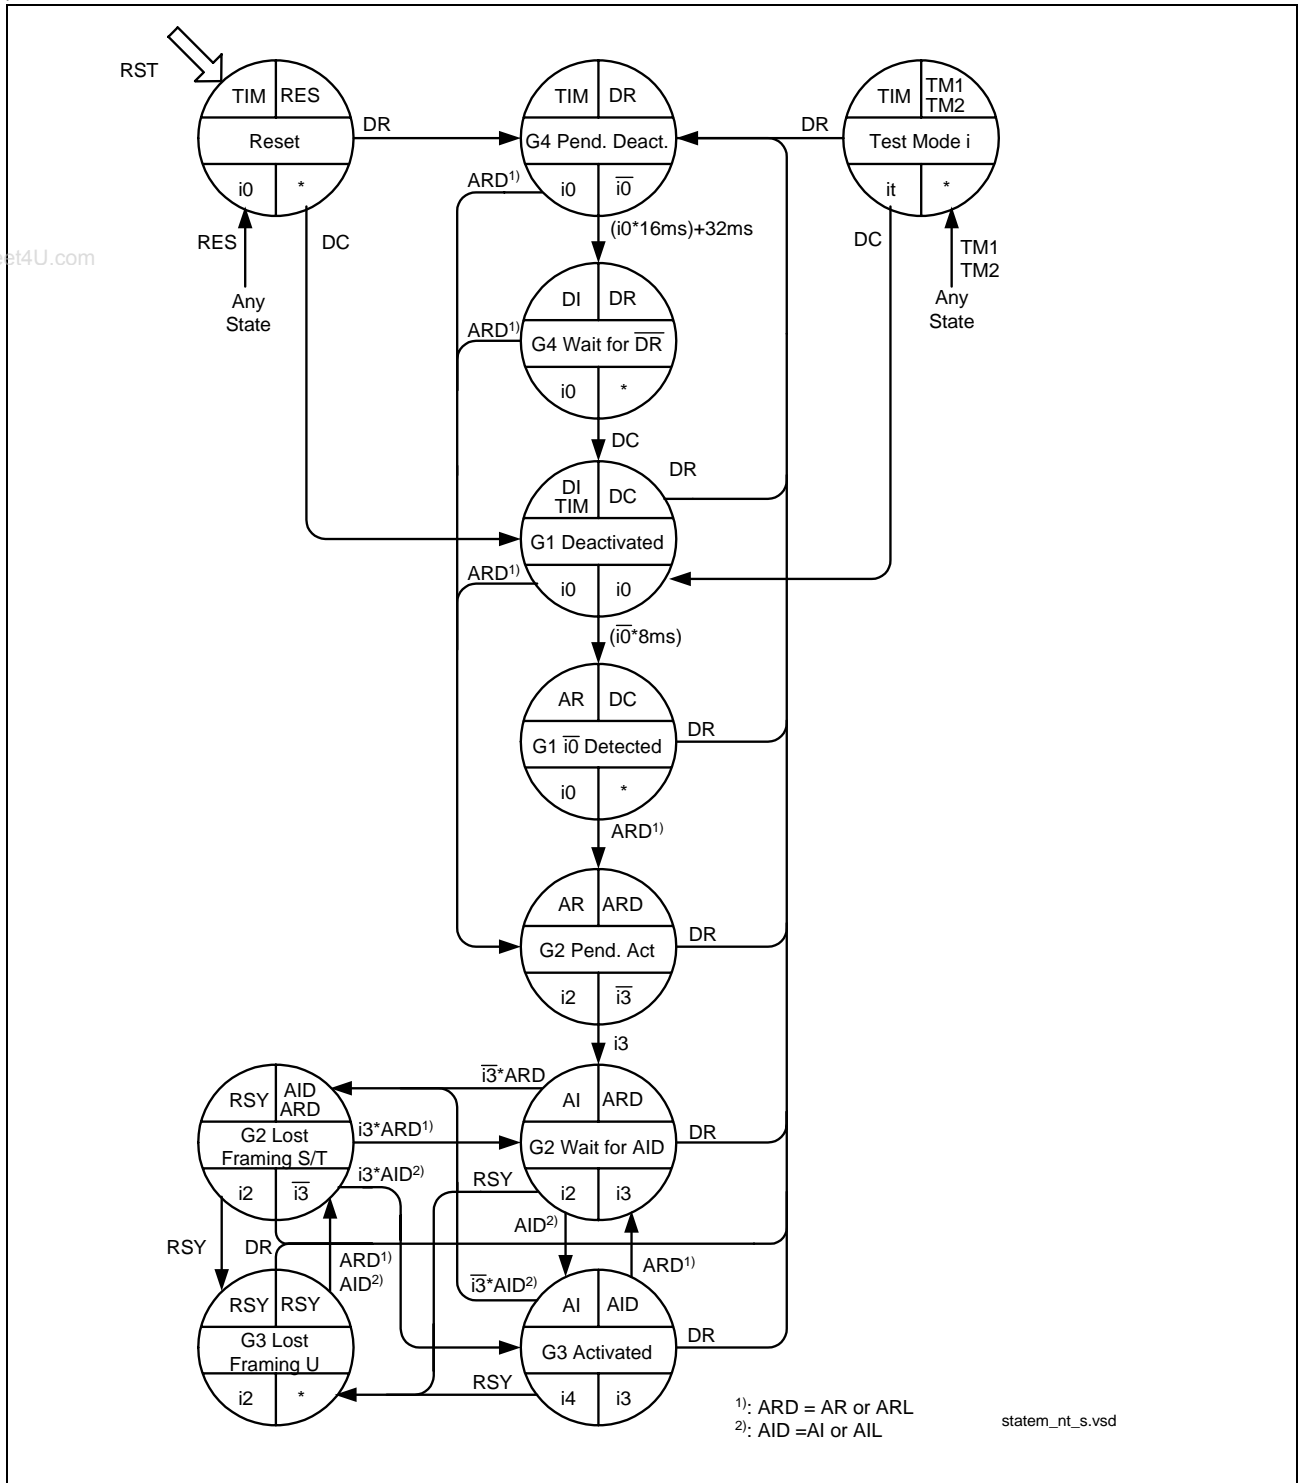 RST
TIM RES
Reset
i0 *
RES
Any
State
DR
DC
TIM DR
G4 Pend. Deact.
i0 i0̅
ARD1)
(i0*16ms)+32ms
DR
TIM TM1
TM2
Test Mode i
it *
DC
TM1
TM2
Any
State
et4U.com
DI DR
G4 Wait for D̅R̅
i0 *
ARD1)
DC
DI
TIM DC
G1 Deactivated
i0 i0
DR
ARD1)
(i0̅*8ms)
AR DC
G1 i0̅ Detected
i0 *
DR
ARD1)
AR ARD
G2 Pend. Act
i2 i3̅
DR
i3
i3̅*ARD
RSY AID
ARD
G2 Lost
Framing S/T
i2 i3̅
i3*ARD1)
i3*AID2)
AI ARD
G2 Wait for AID
i2 i3
DR
RSY
AID2)
ARD1)
RSY
DR
ARD1)
AID2)
i3̅*AID2)
RSY RSY
G3 Lost
Framing U
i2 *
AI AID
G3 Activated
i4 i3
DR
RSY
1): ARD = AR or ARL
2): AID =AI or AIL
statem_nt_s.vsd